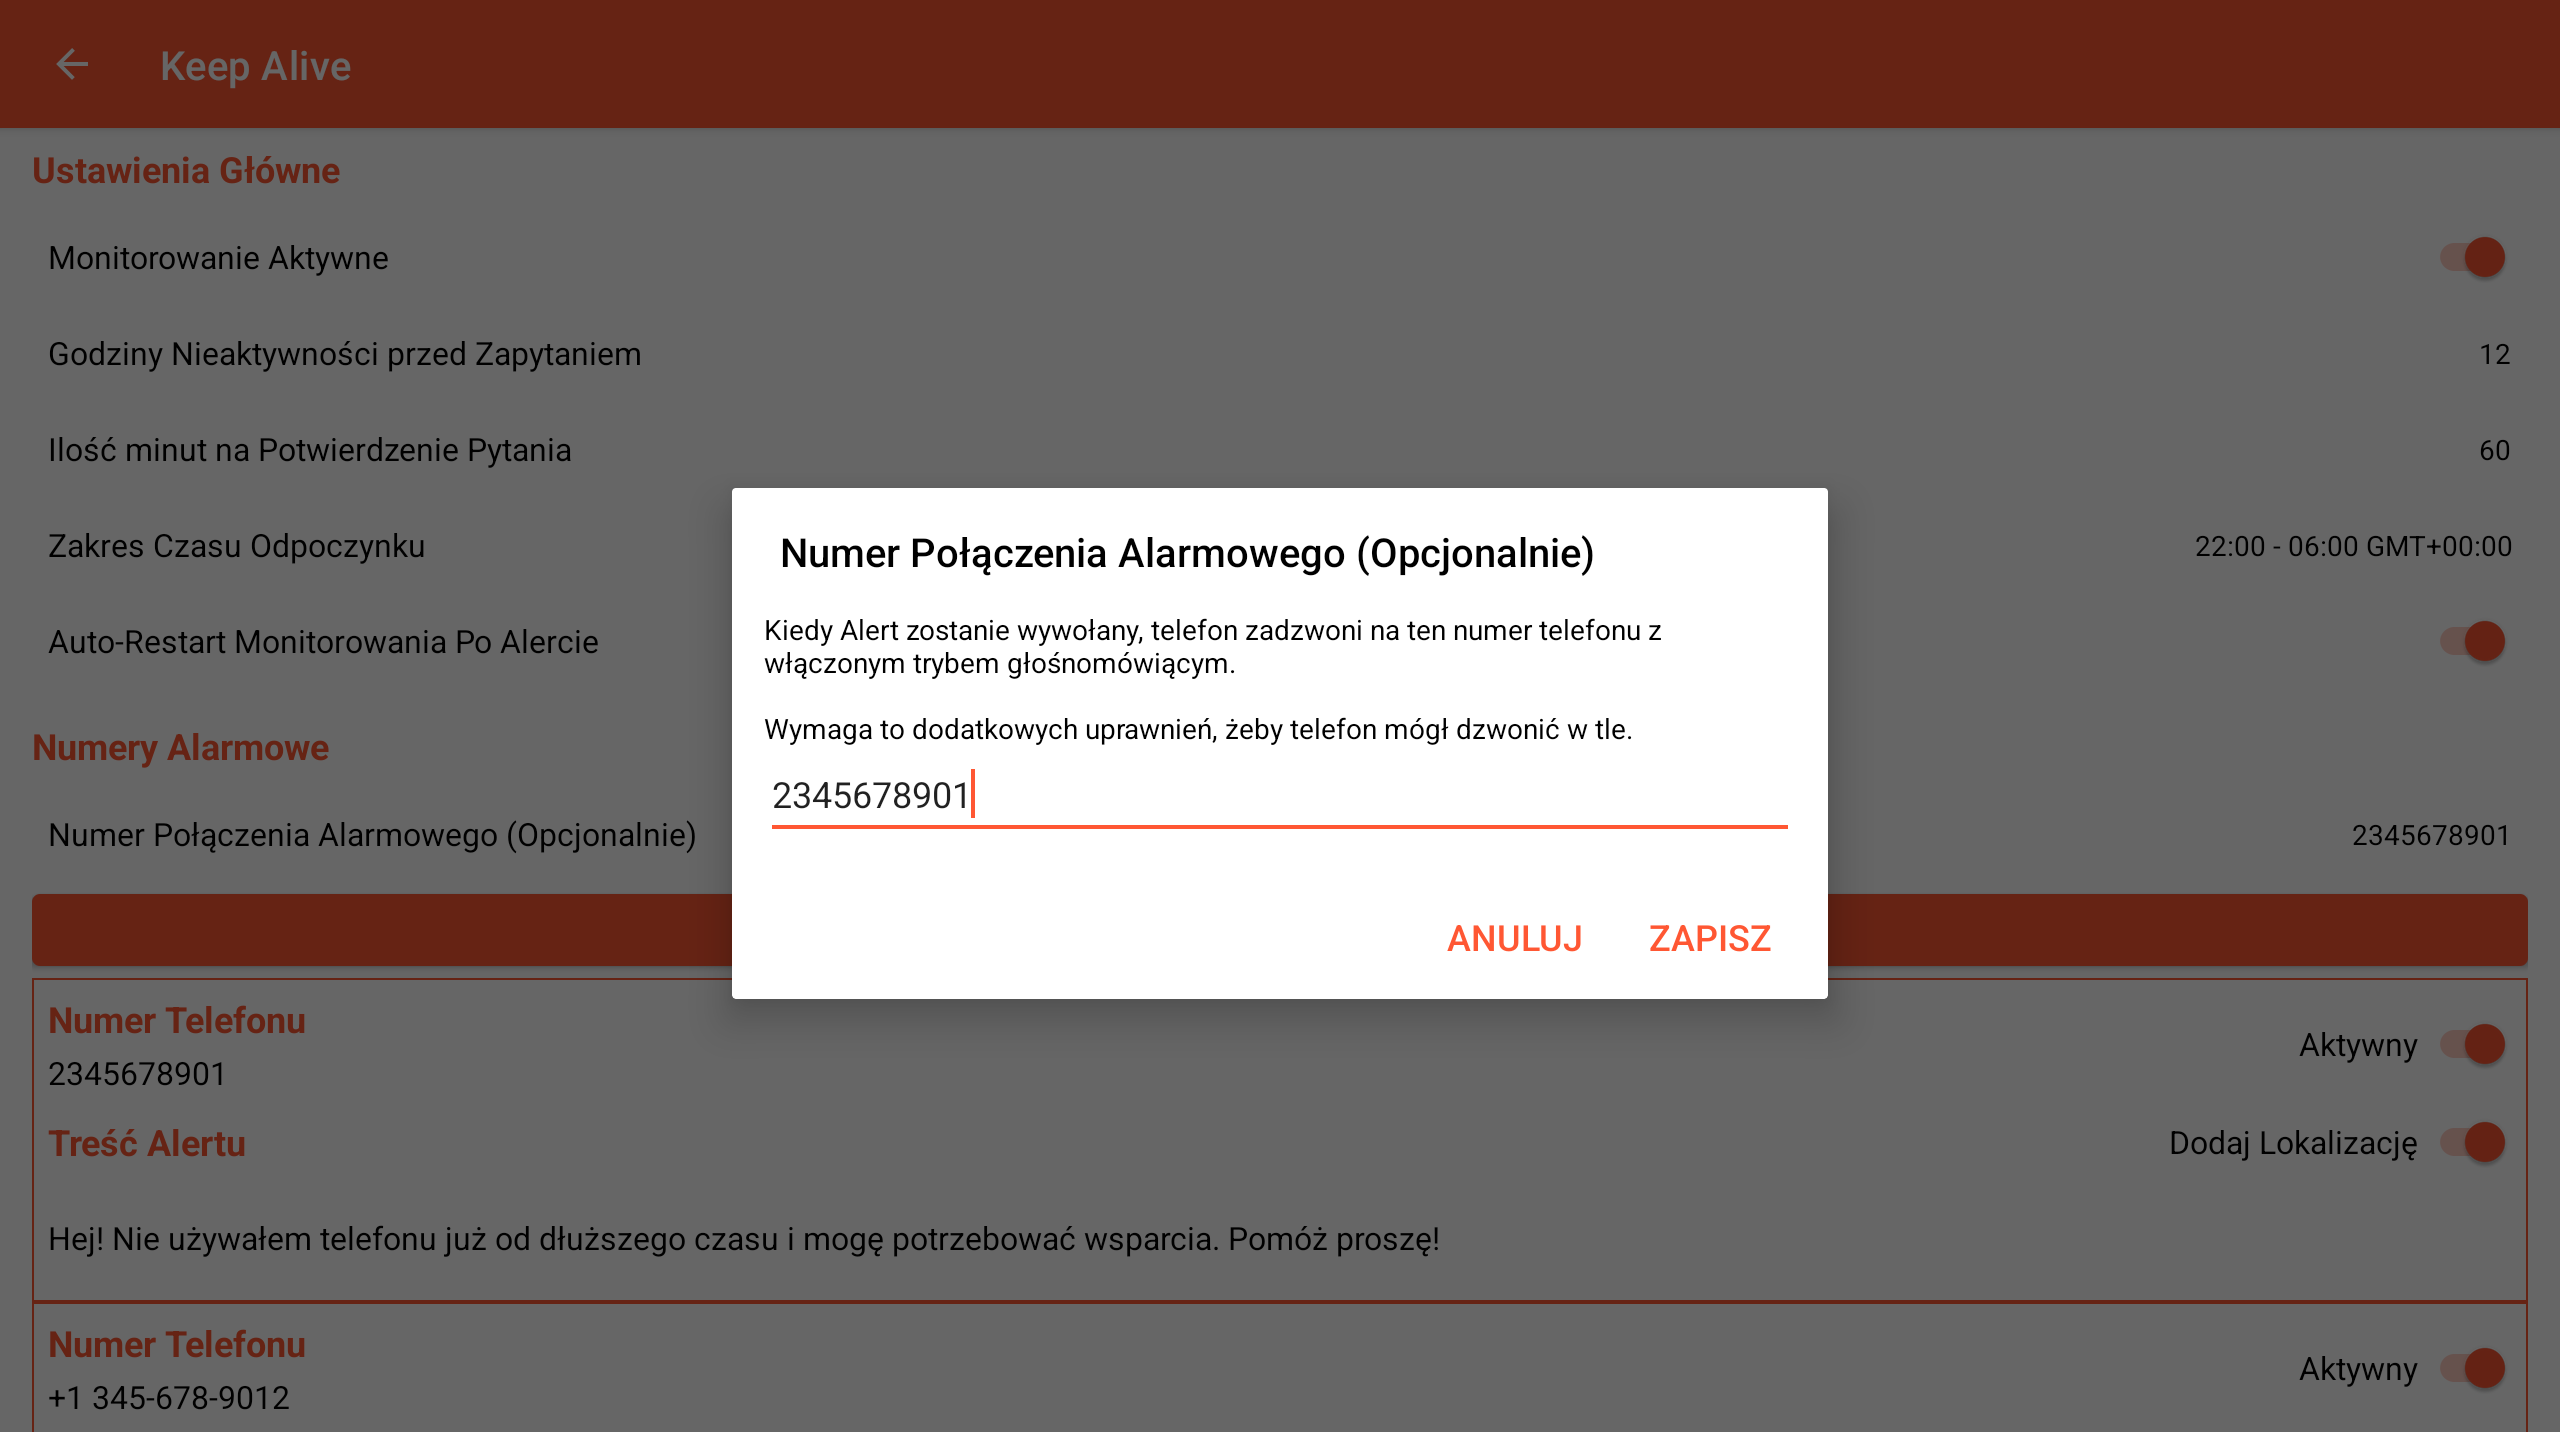 Keep Alive
Ustawienia Główne
Monitorowanie Aktywne
Godziny Nieaktywności przed Zapytaniem
12
Ilość minut na Potwierdzenie Pytania
60
Zakres Czasu Odpoczynku
22:00 - 06:00 GMT+00:00
Auto-Restart Monitorowania Po Alercie
Numery Alarmowe
Numer Połączenia Alarmowego (Opcjonalnie)
2345678901
Numer Połączenia Alarmowego (Opcjonalnie)
Kiedy Alert zostanie wywołany, telefon zadzwoni na ten numer telefonu z
włączonym trybem głośnomówiącym.
Wymaga to dodatkowych uprawnień, żeby telefon mógł dzwonić w tle.
2345678901
ANULUJ
ZAPISZ
Numer Telefonu
2345678901
Aktywny
Treść Alertu
Dodaj Lokalizację
Hej! Nie używałem telefonu już od dłuższego czasu i mogę potrzebować wsparcia. Pomóż proszę!
Numer Telefonu
+1 345-678-9012
Aktywny